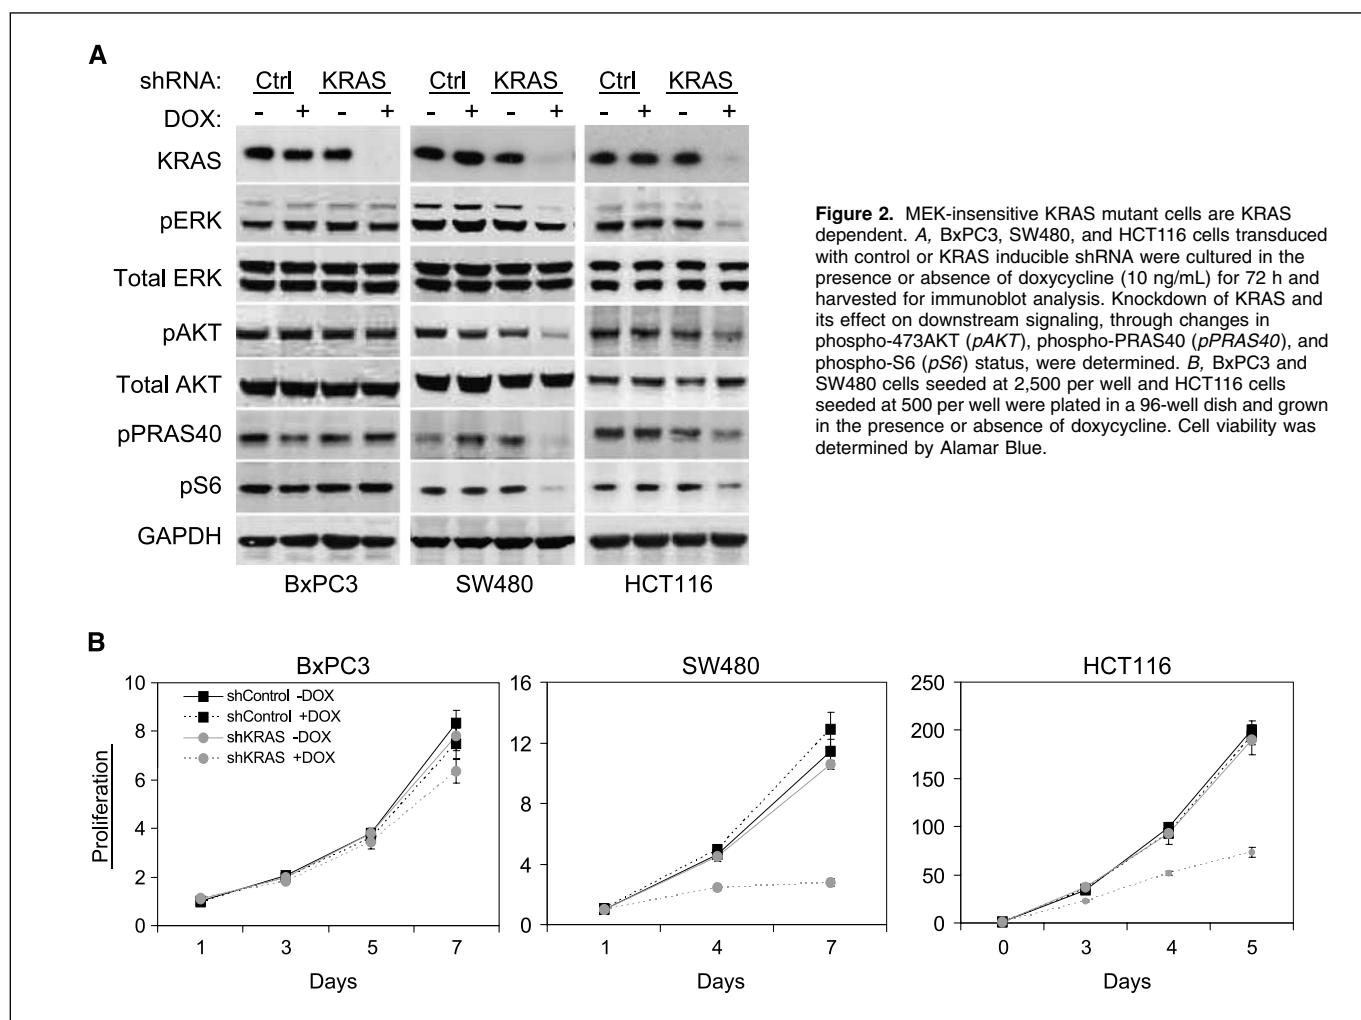 A
shRNA: Ctrl KRAS Ctrl KRAS Ctrl KRAS
DOX: - + - + - + - + - + - +
KRAS
pERK
Total ERK
pAKT
Total AKT
pPRAS40
pS6
GAPDH
BxPC3 SW480 HCT116
Figure 2. MEK-insensitive KRAS mutant cells are KRAS
dependent. A, BxPC3, SW480, and HCT116 cells transduced
with control or KRAS inducible shRNA were cultured in the
presence or absence of doxycycline (10 ng/mL) for 72 h and
harvested for immunoblot analysis. Knockdown of KRAS and
its effect on downstream signaling, through changes in
phospho-473AKT (pAKT), phospho-PRAS40 (pPRAS40), and
phospho-S6 (pS6) status, were determined. B, BxPC3 and
SW480 cells seeded at 2,500 per well and HCT116 cells
seeded at 500 per well were plated in a 96-well dish and grown
in the presence or absence of doxycycline. Cell viability was
determined by Alamar Blue.
B
BxPC3
Proliferation
10
8
6
4
2
0
shControl -DOX
shControl +DOX
shKRAS -DOX
shKRAS +DOX
1 3 5 7
Days
SW480
16
12
8
4
0
1 4 7
Days
HCT116
250
200
150
100
50
0
0 3 4 5
Days